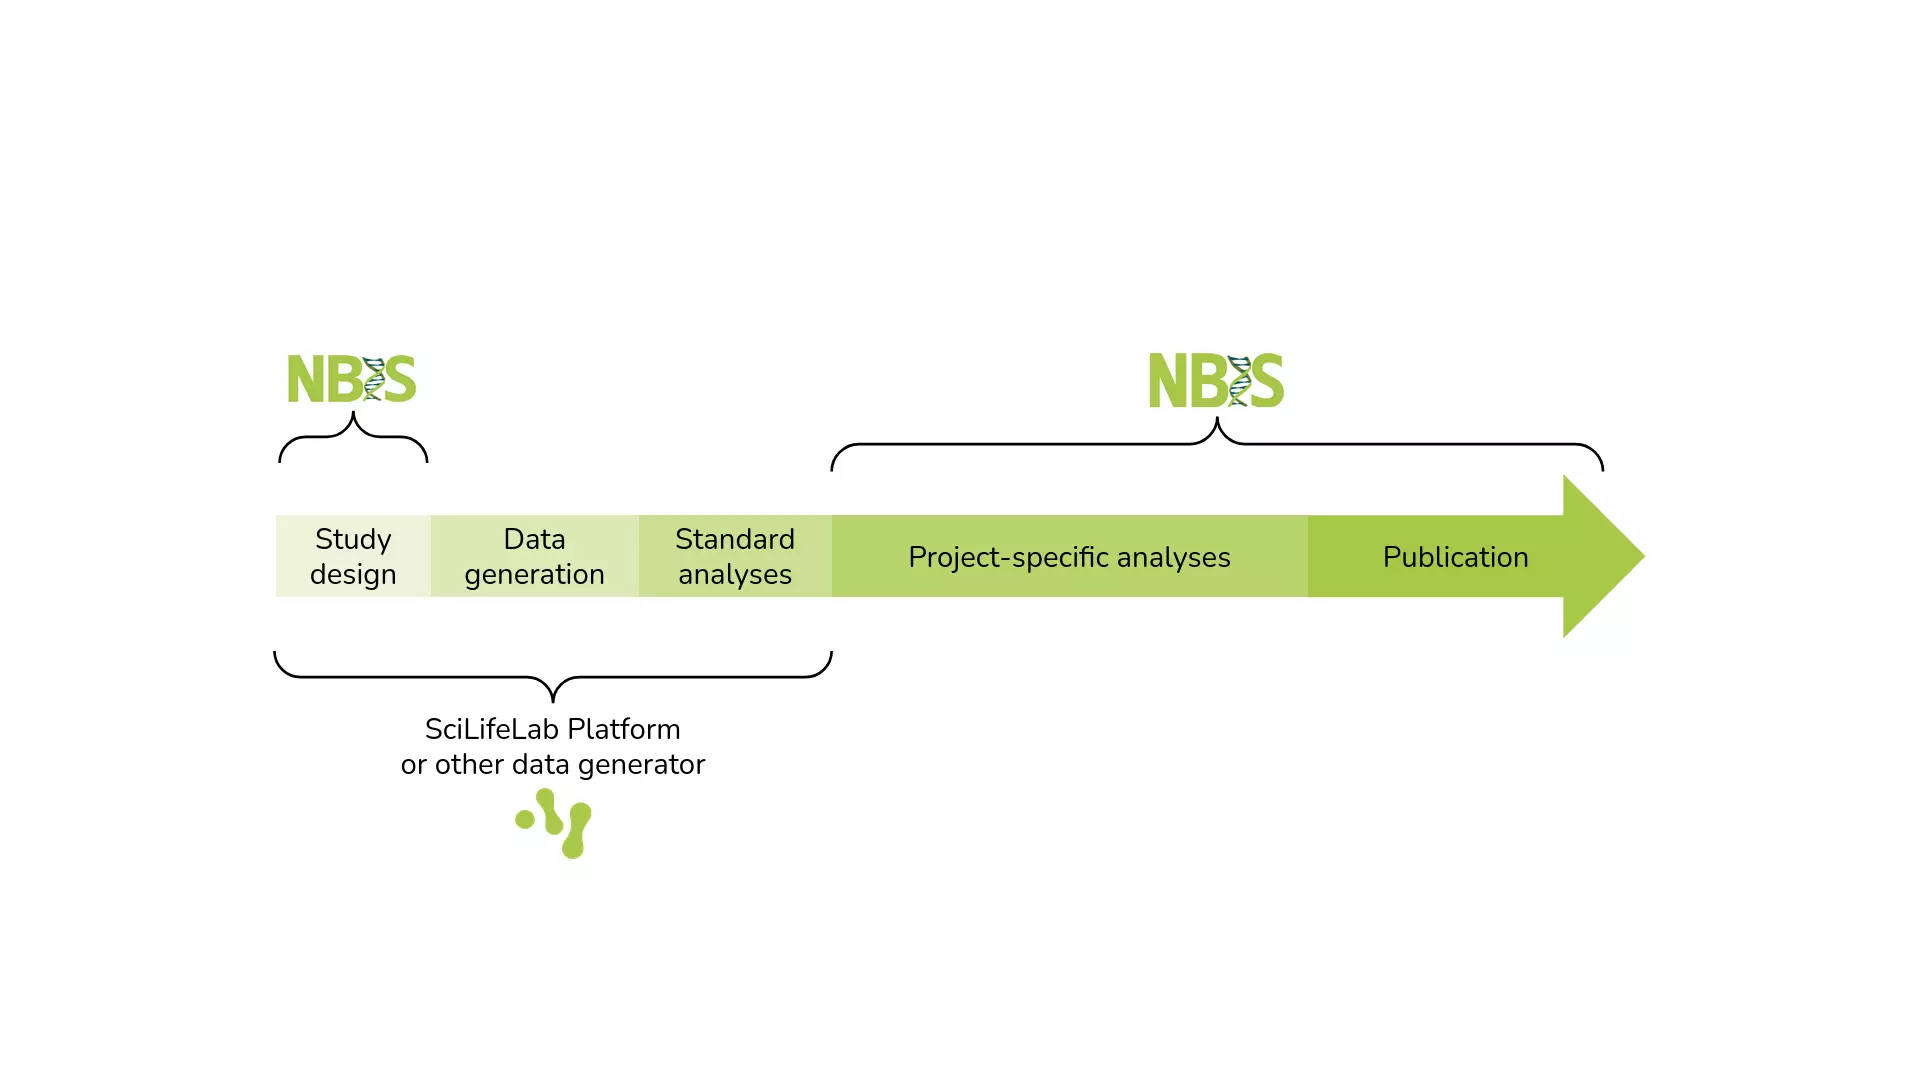 NBIS
NBIS
Study
design
Data
generation
Standard
analyses
Project-specific analyses
Publication
SciLifeLab Platform
or other data generator